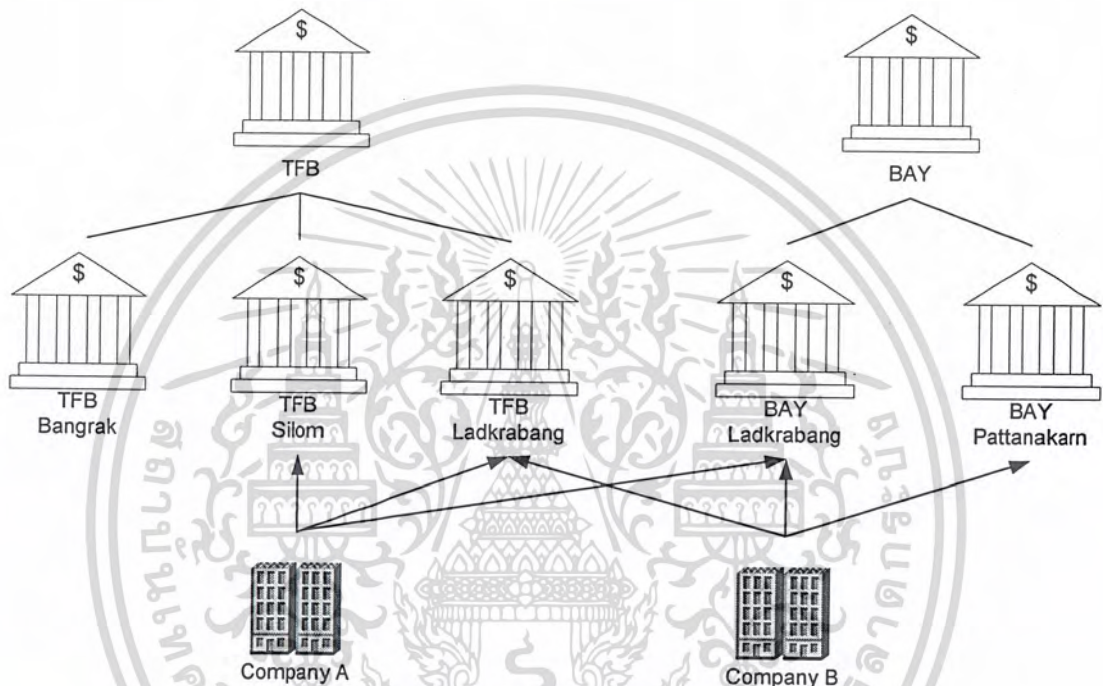 $
$
TFB
BAY
$
$
$
$
$
TFB
Bangrak
TFB
Silom
TFB
Ladkrabang
BAY
Ladkrabang
BAY
Pattanakarn
Company A
Company B